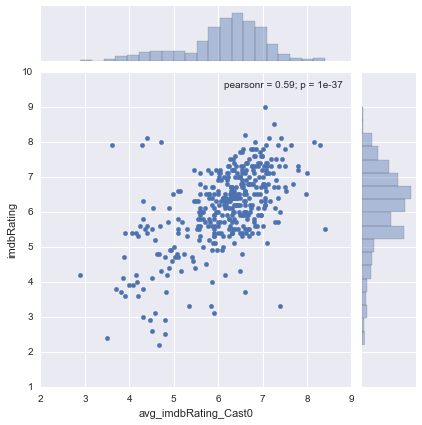 pearsonr = 0.59; p = 1e-37
10
9
8
7
6
5
4
3
2
1
imdbRating
2 3 4 5 6 7 8 9
avg_imdbRating_Cast0